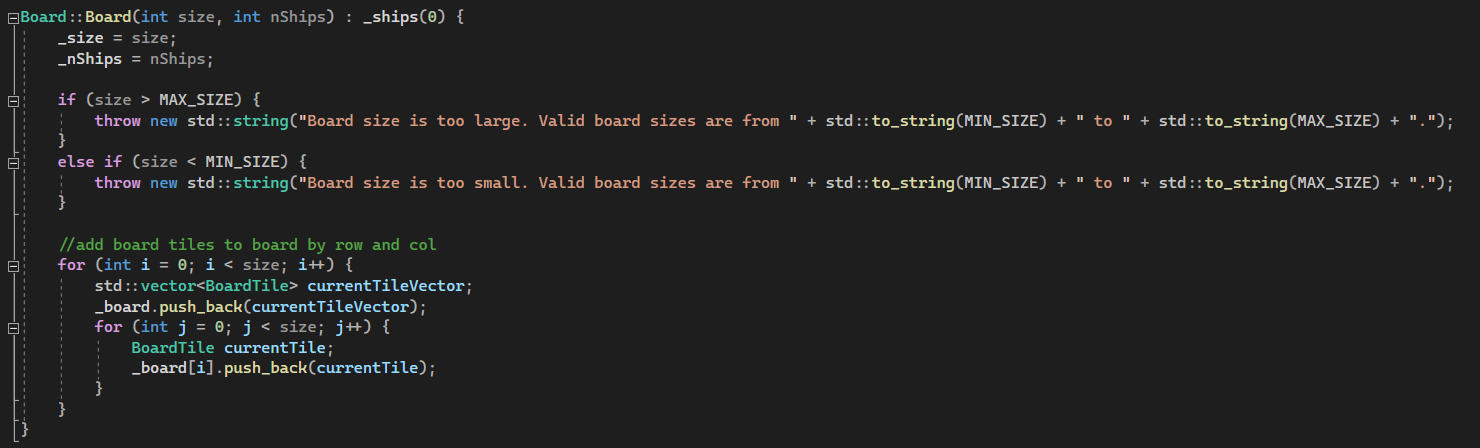 Board::Board(int size, int nShips) : _ships(0) {
    _size = size;
    _nShips = nShips;

    if (size > MAX_SIZE) {
        throw new std::string("Board size is too large. Valid board sizes are from " + std::to_string(MIN_SIZE) + " to " + std::to_string(MAX_SIZE) + ".");
    }
    else if (size < MIN_SIZE) {
        throw new std::string("Board size is too small. Valid board sizes are from " + std::to_string(MIN_SIZE) + " to " + std::to_string(MAX_SIZE) + ".");
    }

    //add board tiles to board by row and col
    for (int i = 0; i < size; i++) {
        std::vector<BoardTile> currentTileVector;
        _board.push_back(currentTileVector);
        for (int j = 0; j < size; j++) {
            BoardTile currentTile;
            _board[i].push_back(currentTile);
        }
    }
}